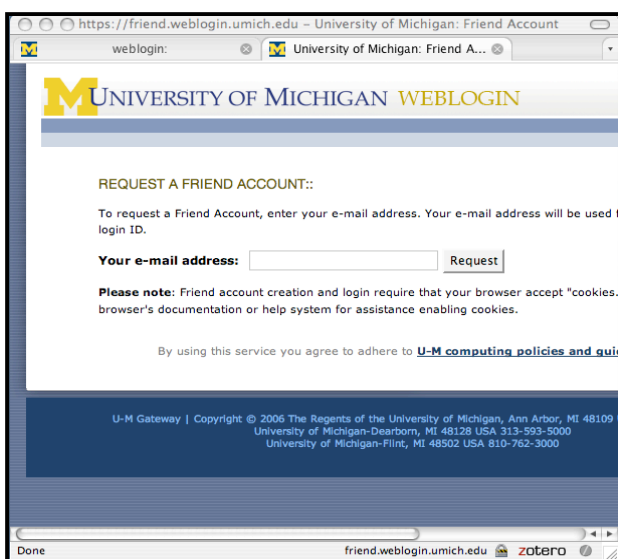 https://friend.weblogin.umich.edu – University of Michigan: Friend Account
weblogin: University of Michigan: Friend A...
UNIVERSITY OF MICHIGAN WEBLOGIN
REQUEST A FRIEND ACCOUNT::
To request a Friend Account, enter your e-mail address. Your e-mail address will be used
login ID.
Your e-mail address: Request
Please note: Friend account creation and login require that your browser accept "cookies.
browser's documentation or help system for assistance enabling cookies.
By using this service you agree to adhere to U-M computing policies and
U-M Gateway | Copyright © 2006 The Regents of the University of Michigan, Ann Arbor, MI 48109
University of Michigan-Dearborn, MI 48128 USA 313-593-5000
University of Michigan-Flint, MI 48502 USA 810-762-3000
Done friend.weblogin.umich.edu zotero